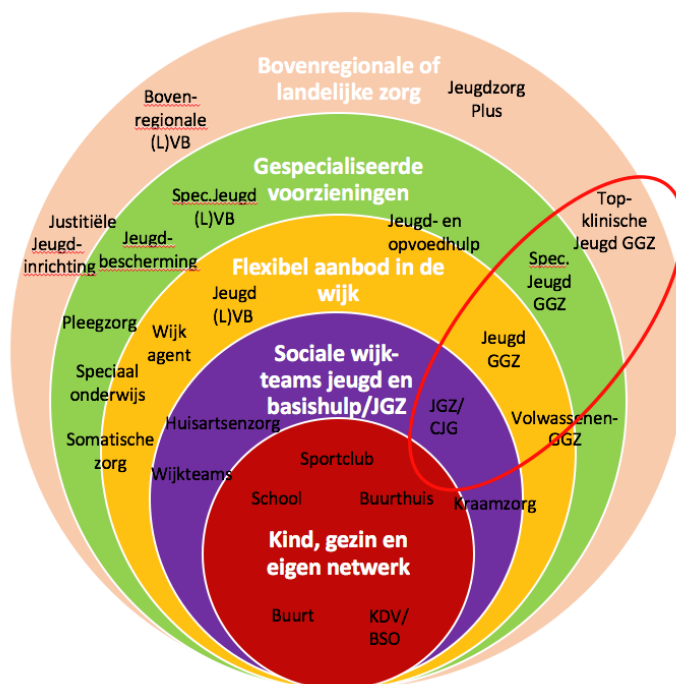 Bovenregionale of
landelijke zorg
Jeugdzorg
Plus
Boven-
regionale
(L)VB
Gespecialiseerde
voorzieningen
Spec.Jeugd
(L)VB
Top-
klinische
Jeugd GGZ
Justitiële
Jeugd-
inrichting
Jeugd-
bescherming
Jeugd- en
opvoedhulp
Spec.
Jeugd
GGZ
Flexibel aanbod in de
wijk
Jeugd
(L)VB
Pleegzorg
Wijk
agent
Jeugd
GGZ
Sociale wijk-
teams jeugd en
basishulp/JGZ
Speciaal
onderwijs
JGZ/
CJG
Huisartsenzorg
Volwassenen-
GGZ
Somatische
zorg
Sportclub
Wijkteams
School
Buurthuis
Kraamzorg
Kind, gezin en
eigen netwerk
Buurt
KDV/
BSO